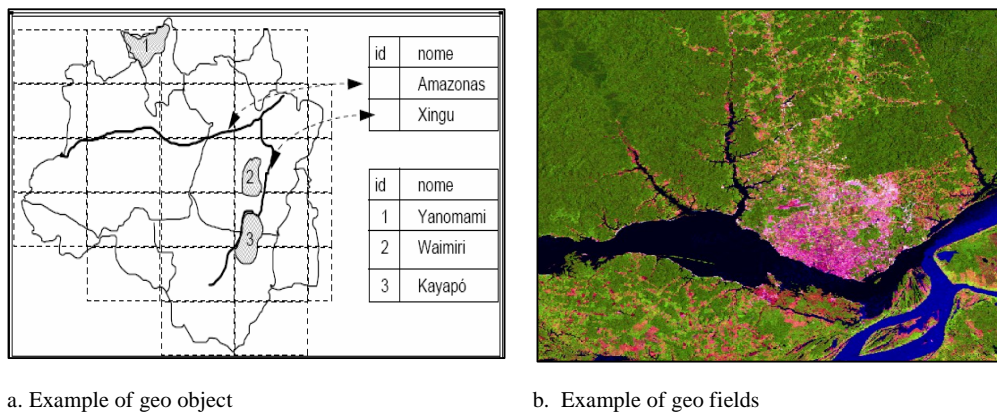 1
2
3
id nome
Amazonas
Xingu
id nome
1 Yanomami
2 Waimiri
3 Kayapó
a. Example of geo object
b. Example of geo fields